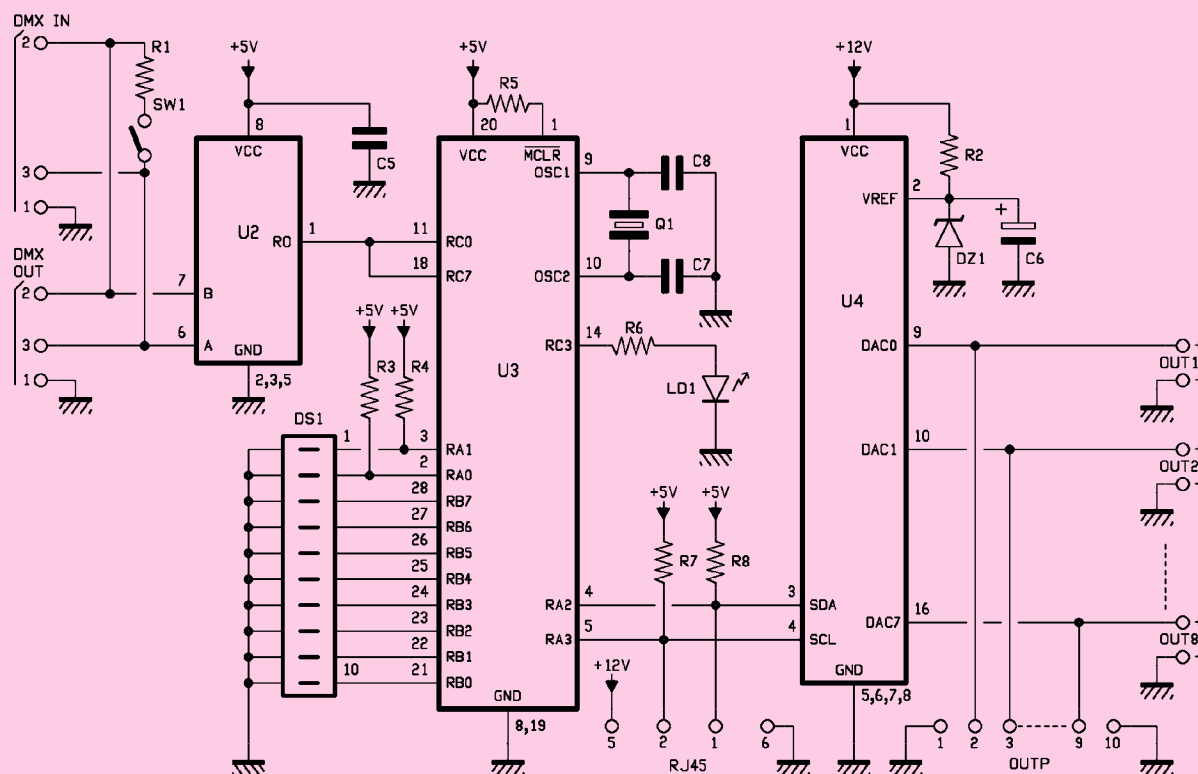 DMX IN
2
R1
SW1
3
1
DMX
OUT
2
3
1
+5V
8
VCC
C5
U2
RO
1
7
B
6
A
GND
2,3,5
+5V
R5
20
1
VCC
MCLR
OSC1
9
C8
Q1
OSC2
10
C7
11
RC0
18
RC7
+5V
+5V
R3
R4
U3
RC3
14
R6
LD1
DS1
1
3
RA1
2
RA0
28
RB7
27
RB6
26
RB5
25
RB4
24
RB3
23
RB2
22
RB1
10
21
RB0
GND
8,19
RA2
4
RA3
5
+5V
+5V
R7
R8
+12V
5
2
1
6
RJ45
+12V
1
VCC
R2
VREF
2
+
DZ1
C6
U4
DAC0
9
OUT1
DAC1
10
OUT2
3
SDA
4
SCL
DAC7
16
OUT8
GND
5,6,7,8
1
2
3
9
10
OUTP